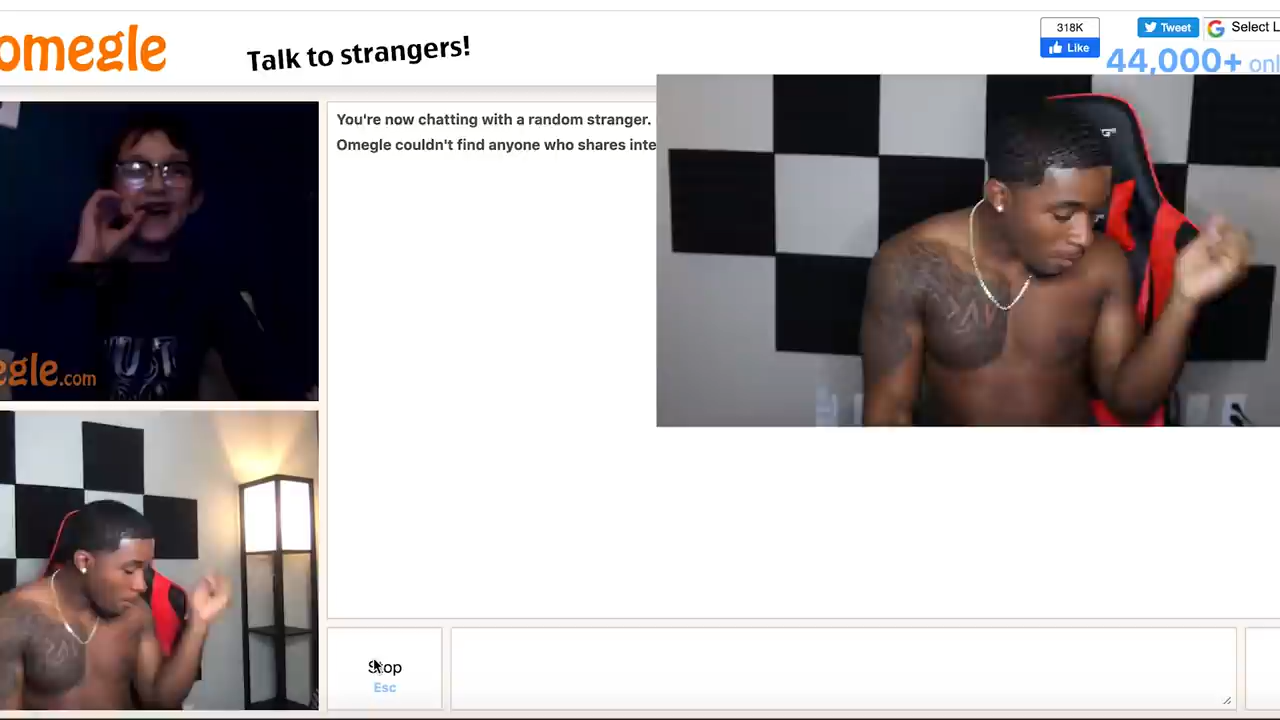 omegle
Talk to strangers!
318K
Like
Tweet
Select L
44,000+ onl
You're now chatting with a random stranger.
Omegle couldn't find anyone who shares inte
egle.com
Stop
Esc